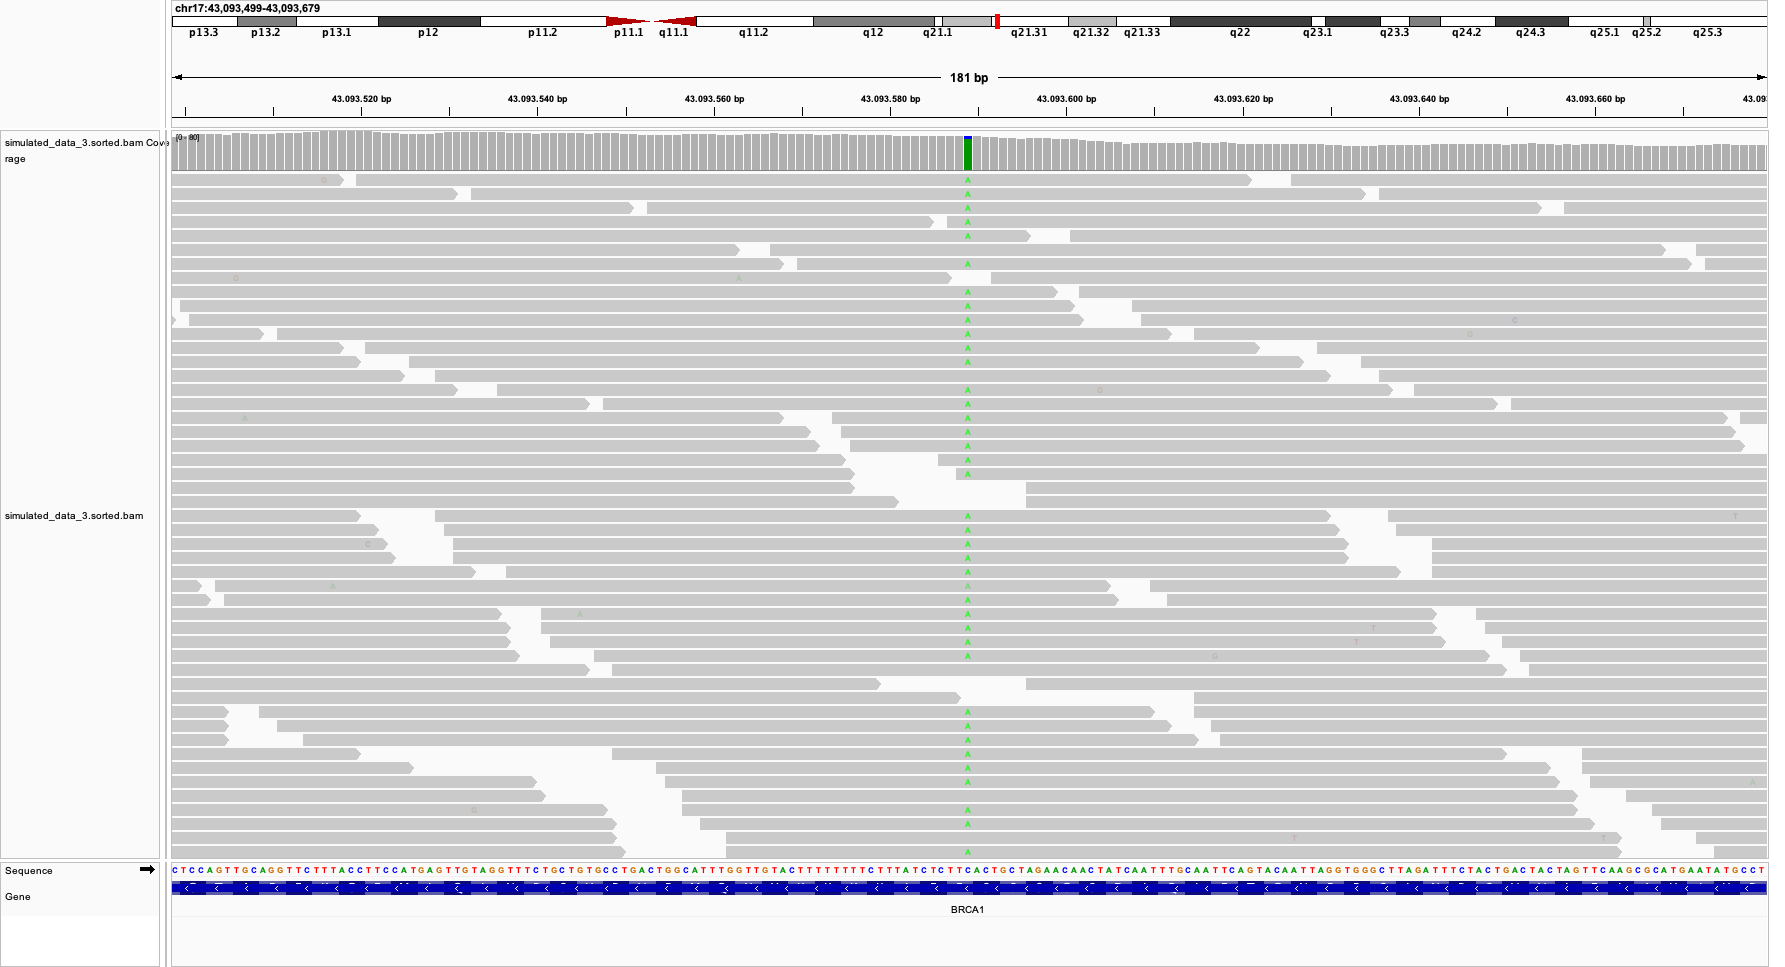 chr17:43,093,499-43,093,679
p13.3 p13.2 p13.1 p12 p11.2 p11.1 q11.1 q11.2 q12 q21.1 q21.31 q21.32 q21.33 q22 q23.1 q23.3 q24.2 q24.3 q25.1 q25.2 q25.3
181 bp
43.093.520 bp 43.093.540 bp 43.093.560 bp 43.093.580 bp 43.093.600 bp 43.093.620 bp 43.093.640 bp 43.093.660 bp 43.09
simulated_data_3.sorted.bam Cove
rage
[0 - 80]
G A
A
A
A
A
A
G A
A
A
A C
A G
A
A
A G
A
A A
A
A
A
A
simulated_data_3.sorted.bam A T
A
C A
A
A
A A
A
A A
A T
A T
A G
A
A
A
A
A
A A
G A
A
T T
A
Sequence CTCCAGTTGCAGGTTCTTTACCTTCCATGAGTTGTAGGTTTCTGCTGTGCCTGACTGGCATTTGGTTGTACTTTTTTTTCTTTATCTCTTCACTGCTAGAACAACTATCAATTTGCAATTCAGTACAATTAGGTGGGCTTAGATTTCTACTGACTACTAGTTCAAGCGCATGAATATGCCT
Gene
BRCA1